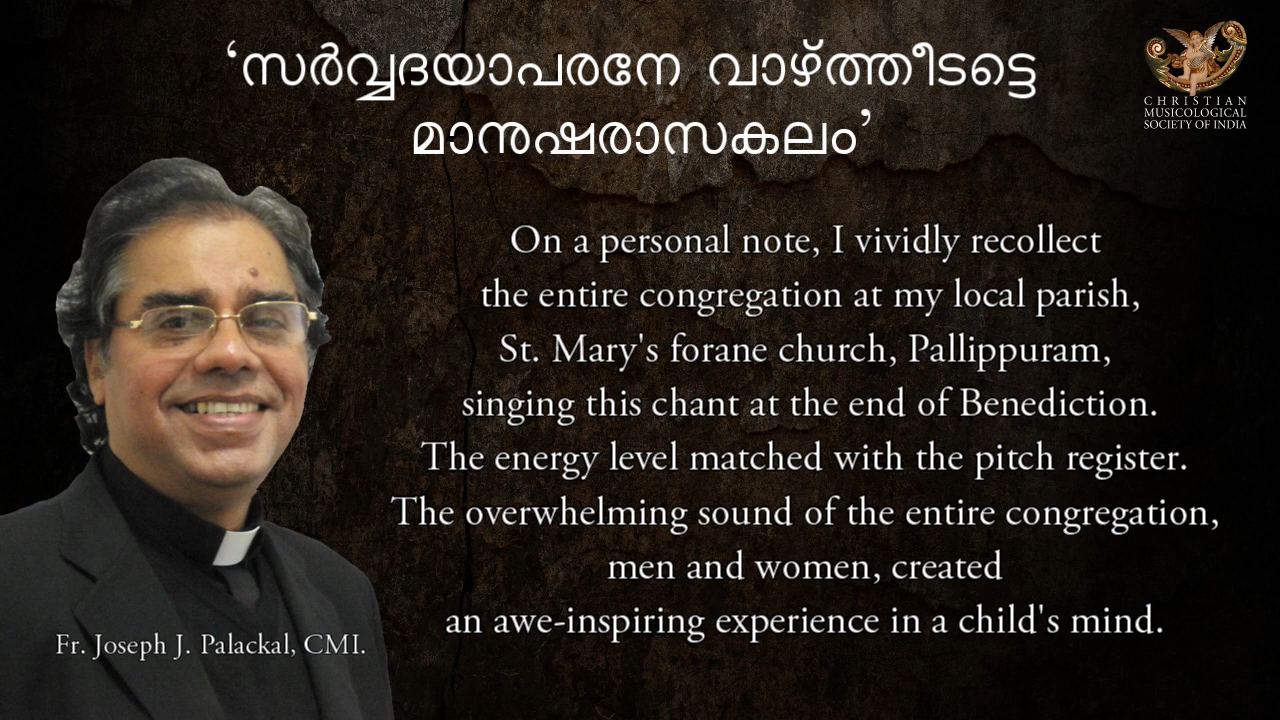 ‘സർവ്വദയാപരനേ വാഴ്ത്തീടട്ടെ
മാനുഷരാസകലം’
CHRISTIAN
MUSICOLOGICAL
SOCIETY OF INDIA
On a personal note, I vividly recollect
the entire congregation at my local parish,
St. Mary's forane church, Pallippuram,
singing this chant at the end of Benediction.
The energy level matched with the pitch register.
The overwhelming sound of the entire congregation,
men and women, created
an awe-inspiring experience in a child's mind.
Fr. Joseph J. Palackal, CMI.